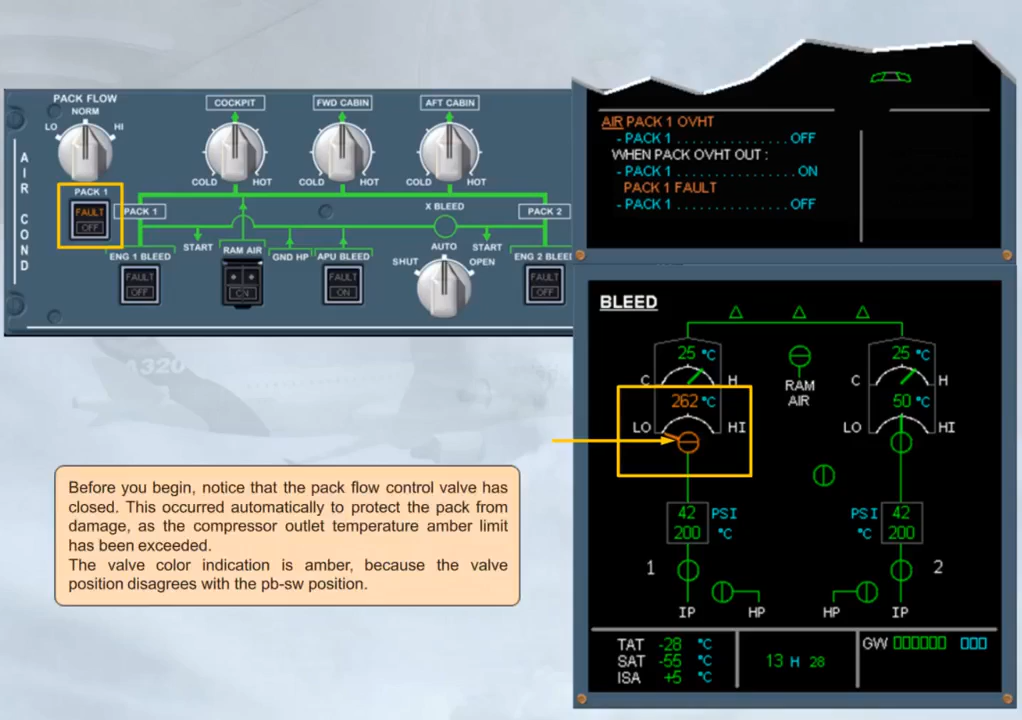 PACK FLOW
NORM
LO HI
COCKPIT
FWD CABIN
AFT CABIN
COLD HOT
COLD HOT
COLD HOT
AIR COND
PACK 1
FAULT
OFF
PACK 1
X BLEED
PACK 2
START
RAM AIR
GND HP
APU BLEED
AUTO
START
ENG 1 BLEED
SHUT
OPEN
ENG 2 BLEE
FAULT
OFF
ON
FAULT
ON
FAULT
OFF
AIR PACK 1 OVHT
- PACK 1 . . . . . . . . . . . . . . . OFF
WHEN PACK OVHT OUT :
- PACK 1 . . . . . . . . . . . . . . . . ON
PACK 1 FAULT
- PACK 1 . . . . . . . . . . . . . . . OFF
BLEED
25 °C
25 °C
C H
RAM
AIR
C H
262 °C
50 °C
LO HI
LO HI
42 PSI
200 °C
PSI 42
°C 200
1
2
IP HP
HP IP
TAT -28 °C
SAT -55 °C
ISA +5 °C
13 H 28
GW
A320
Before you begin, notice that the pack flow control valve has
closed. This occurred automatically to protect the pack from
damage, as the compressor outlet temperature amber limit
has been exceeded.
The valve color indication is amber, because the valve
position disagrees with the pb-sw position.